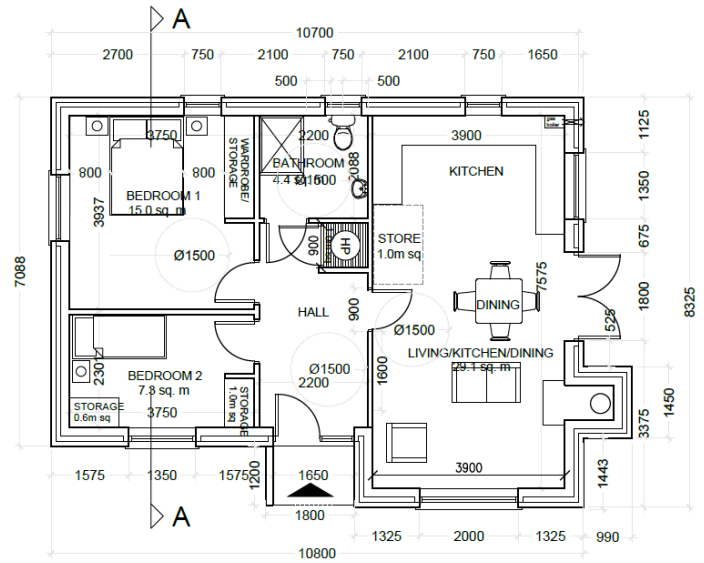 A
10700
2700 750 2100 750 2100 750 1650
500 500
3750 2200 3900
gas
boiler
1125
WARDROBE/
STORAGE
BATHROOM
4.4 sq. m
Ø1500
2088
KITCHEN
800 800
BEDROOM 1
15.0 sq. m
3937
1350
STORE
1.0m sq
900
HP
675
Ø1500
7088
7575
1800
8325
HALL
900
DINING
525
Ø1500
LIVING/KITCHEN/DINING
29.1 sq. m
1600
2301
BEDROOM 2
7.3 sq. m
Ø1500
2200
STORAGE
0.6m sq
3750
STORAGE
1.0m sq
1450
3375
3900
1575 1350 1575 1650
1200
1443
1800
A
1325 2000 1325 990
10800